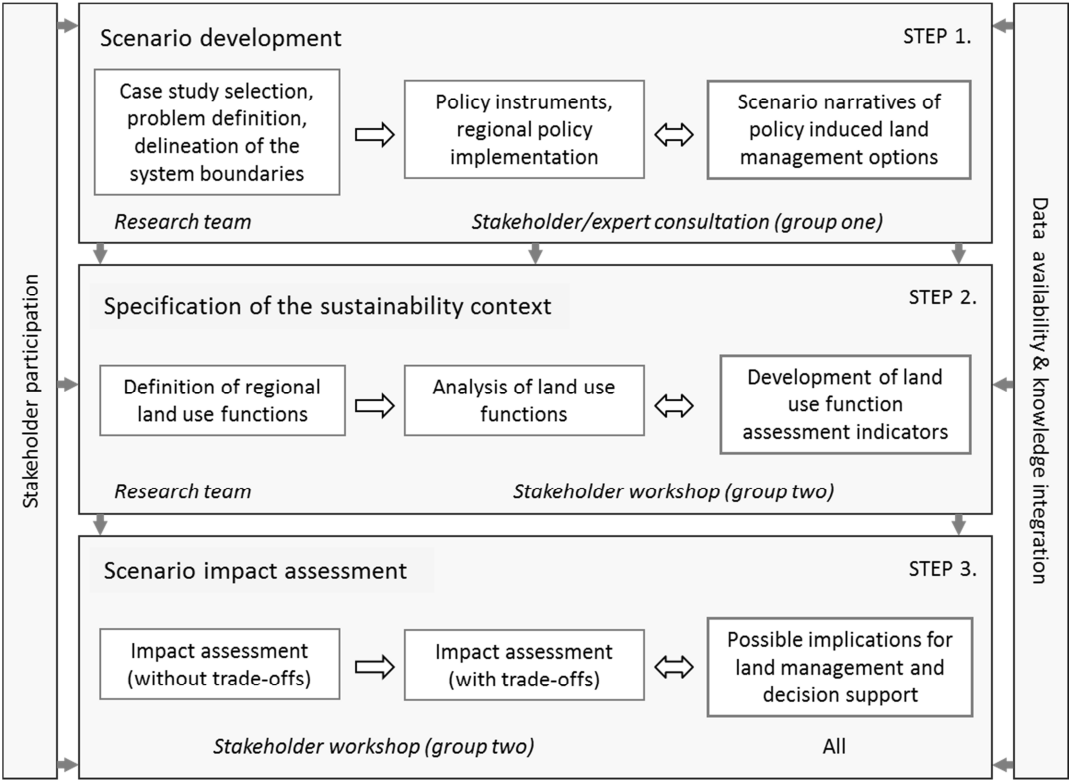 Stakeholder participation
Scenario development
STEP 1.
Case study selection,
problem definition,
delineation of the
system boundaries
Policy instruments,
regional policy
implementation
Scenario narratives of
policy induced land
management options
Research team
Stakeholder/expert consultation (group one)
Specification of the sustainability context
STEP 2.
Definition of regional
land use functions
Analysis of land use
functions
Development of land
use function
assessment indicators
Research team
Stakeholder workshop (group two)
Scenario impact assessment
STEP 3.
Impact assessment
(without trade-offs)
Impact assessment
(with trade-offs)
Possible implications for
land management and
decision support
Stakeholder workshop (group two)
All
Data availability & knowledge integration